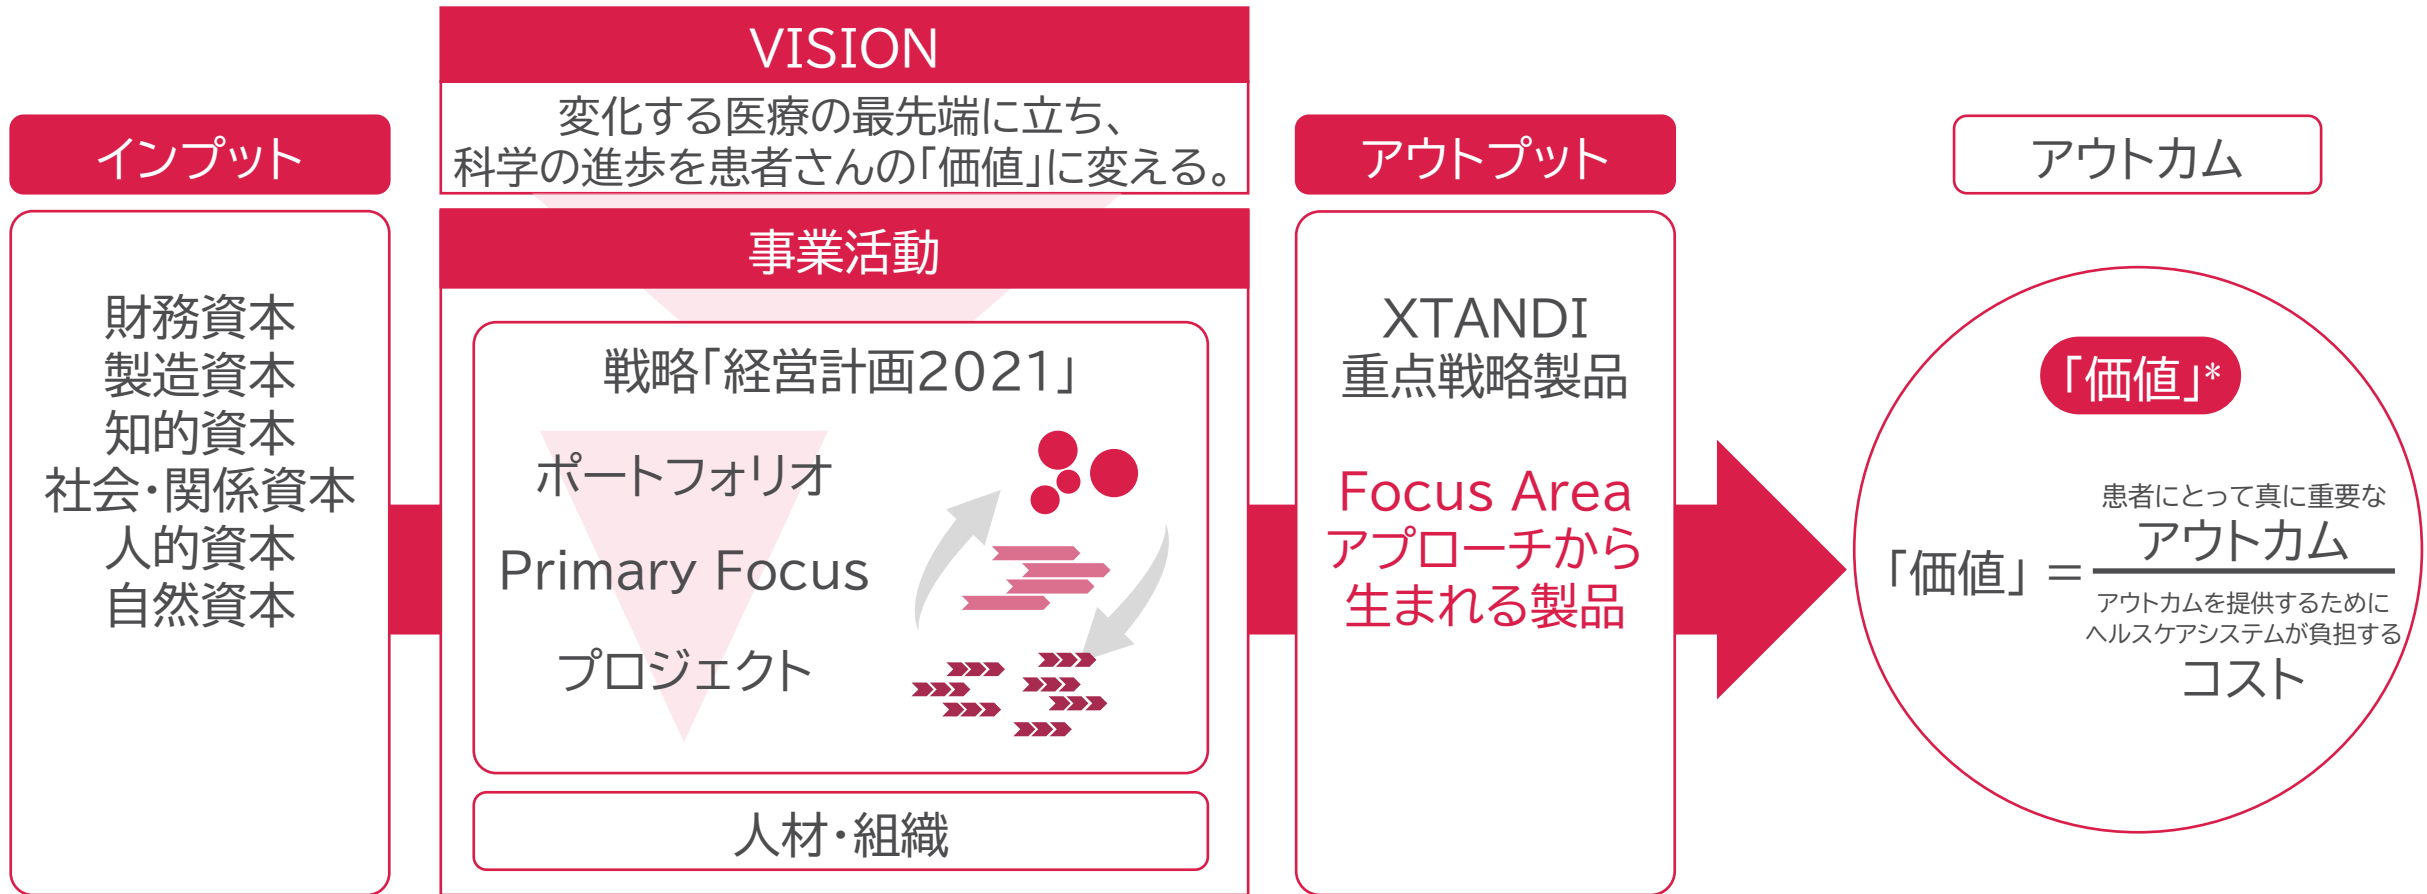 VISION
変化する医療の最先端に立ち、
科学の進歩を患者さんの「価値」に変える。
インプット
財務資本
製造資本
知的資本
社会・関係資本
人的資本
自然資本
事業活動
戦略「経営計画2021」
ポートフォリオ
Primary Focus
プロジェクト
人材・組織
アウトプット
XTANDI
重点戦略製品
Focus Area
アプローチから
生まれる製品
アウトカム
「価値」*
「価値」=
患者にとって真に重要な
アウトカム
アウトカムを提供するために
ヘルスケアシステムが負担する
コスト